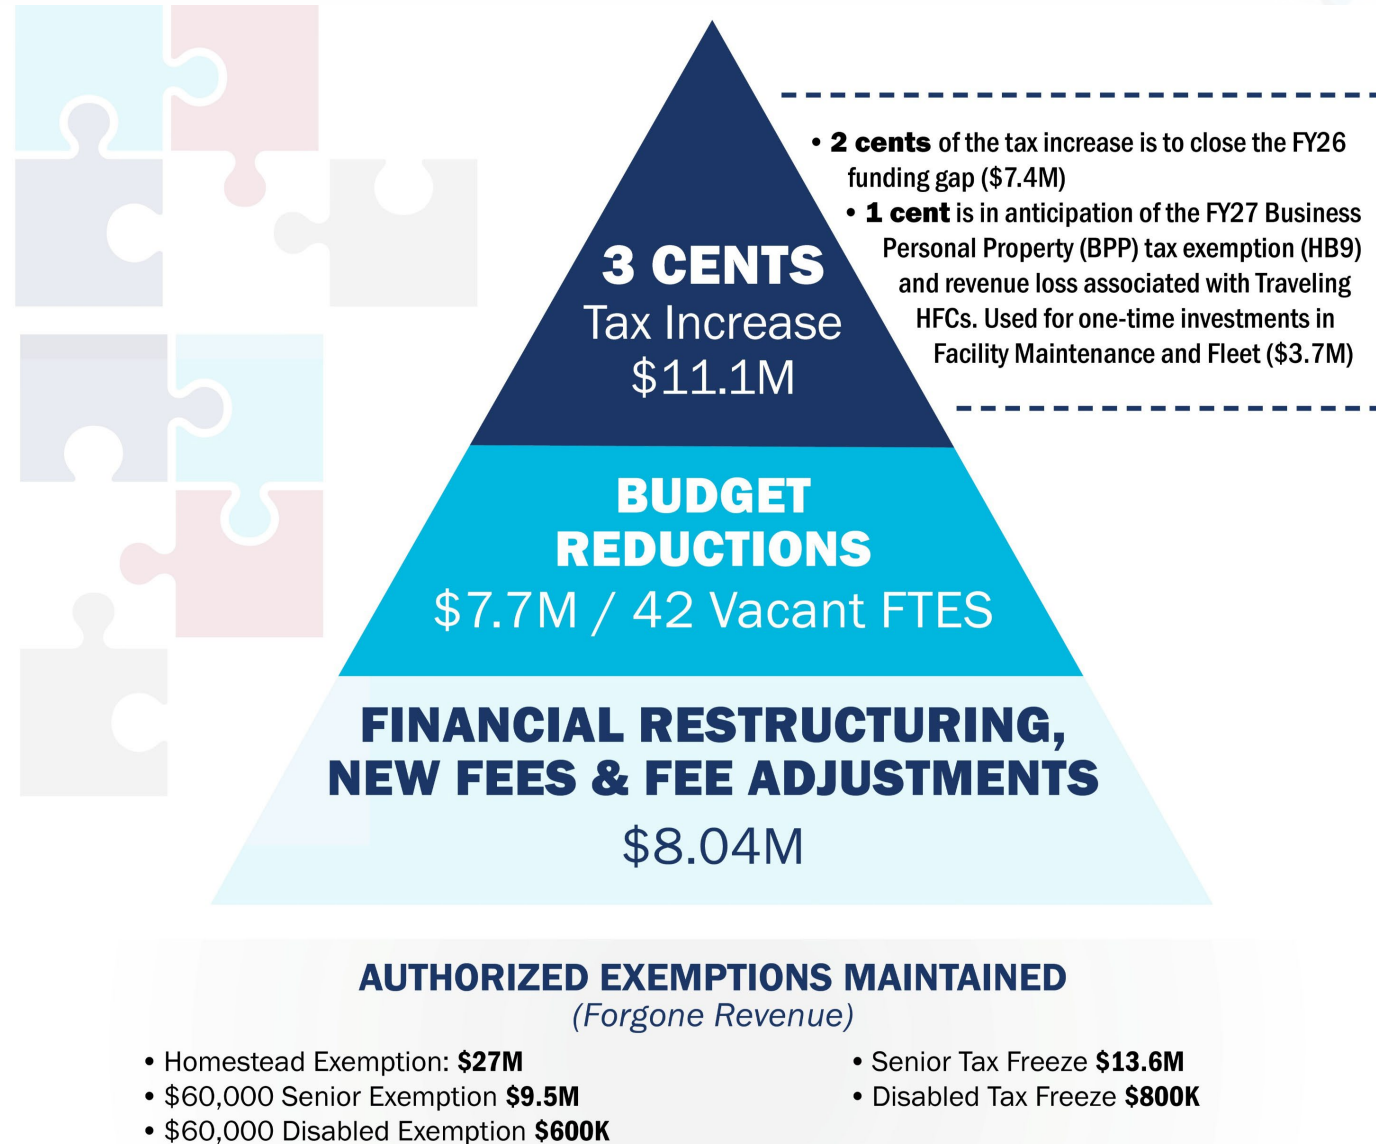 • 2 cents of the tax increase is to close the FY26
funding gap ($7.4M)
• 1 cent is in anticipation of the FY27 Business
Personal Property (BPP) tax exemption (HB9)
and revenue loss associated with Traveling
HFCs. Used for one-time investments in
Facility Maintenance and Fleet ($3.7M)
3 CENTS
Tax Increase
$11.1M
BUDGET
REDUCTIONS
$7.7M / 42 Vacant FTES
FINANCIAL RESTRUCTURING,
NEW FEES & FEE ADJUSTMENTS
$8.04M
AUTHORIZED EXEMPTIONS MAINTAINED
(Forgone Revenue)
• Homestead Exemption: $27M
• $60,000 Senior Exemption $9.5M
• $60,000 Disabled Exemption $600K
• Senior Tax Freeze $13.6M
• Disabled Tax Freeze $800K